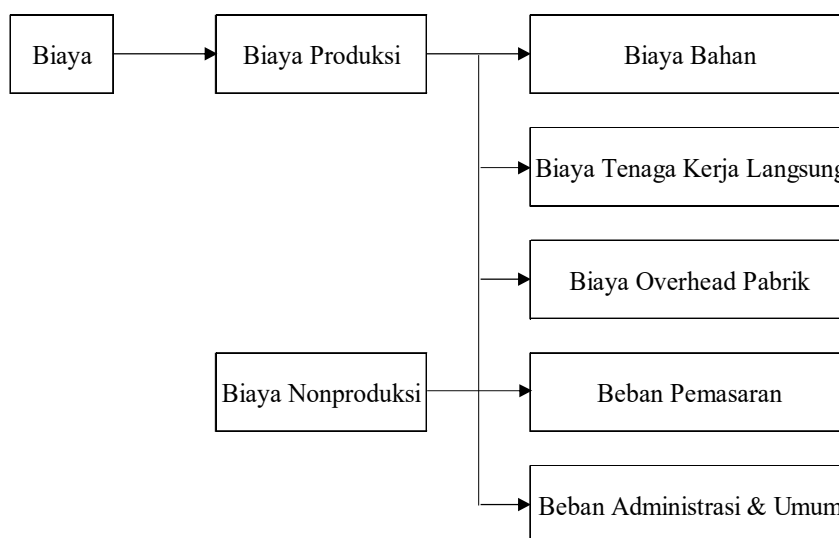 Biaya
Biaya Produksi
Biaya Bahan
Biaya Tenaga Kerja Langsung
Biaya Overhead Pabrik
Biaya Nonproduksi
Beban Pemasaran
Beban Administrasi & Umum